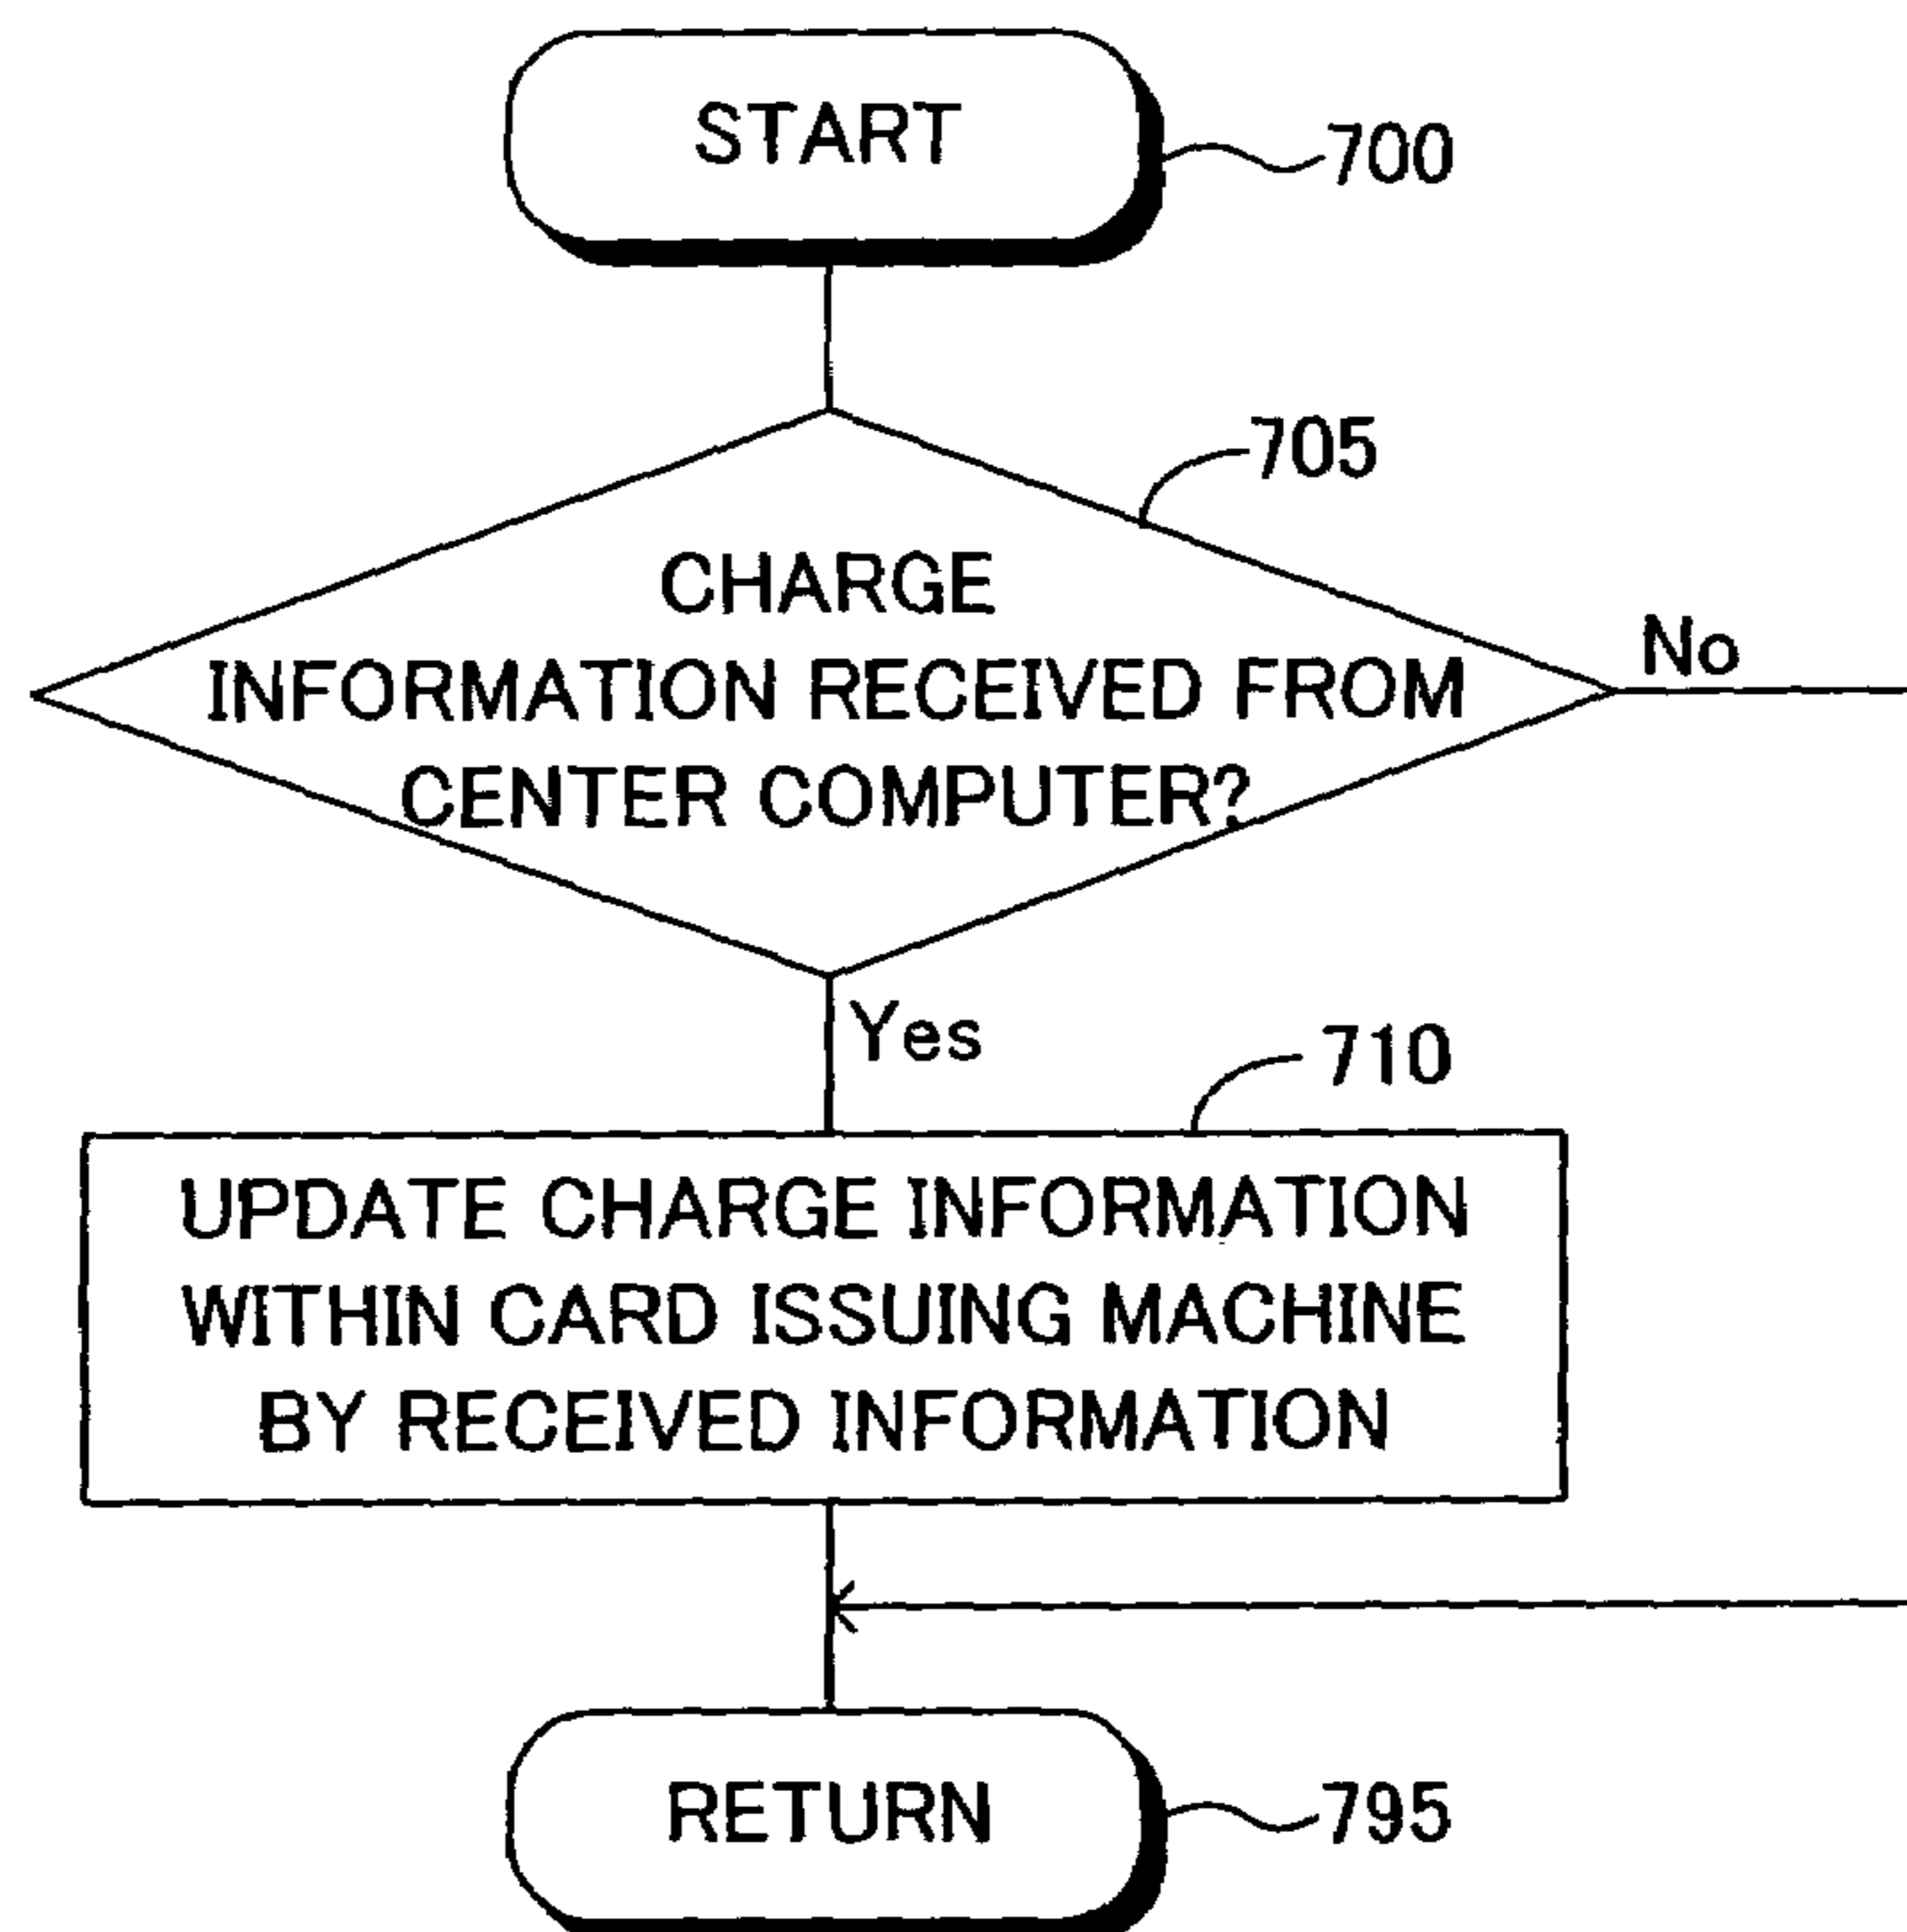 START
700
705
CHARGE
INFORMATION RECEIVED FROM
CENTER COMPUTER?
No
Yes
710
UPDATE CHARGE INFORMATION
WITHIN CARD ISSUING MACHINE
BY RECEIVED INFORMATION
RETURN
795